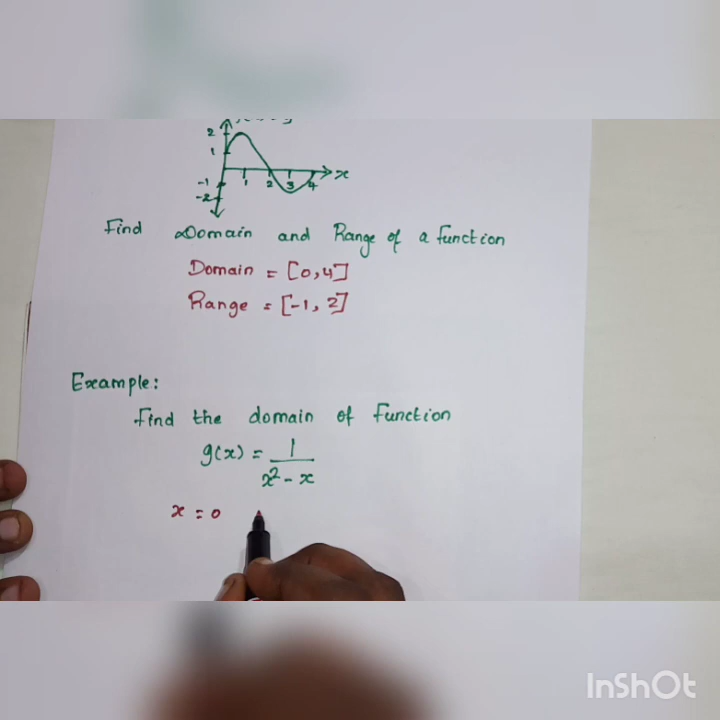 2
1
x
-1
1 2 3 4
-2
Find Domain and Range of a function
Domain = [0,4]
Range = [-1, 2]
Example:
Find the domain of Function
g(x) = 1/(x² - x)
x = 0
InShOt